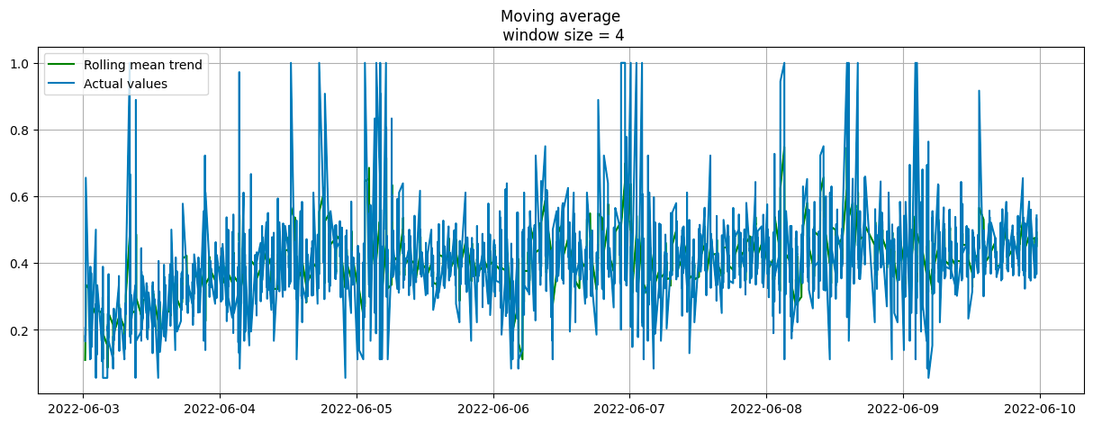 Moving average
window size = 4
Rolling mean trend
Actual values
1.0
0.8
0.6
0.4
0.2
2022-06-03 2022-06-04 2022-06-05 2022-06-06 2022-06-07 2022-06-08 2022-06-09 2022-06-10